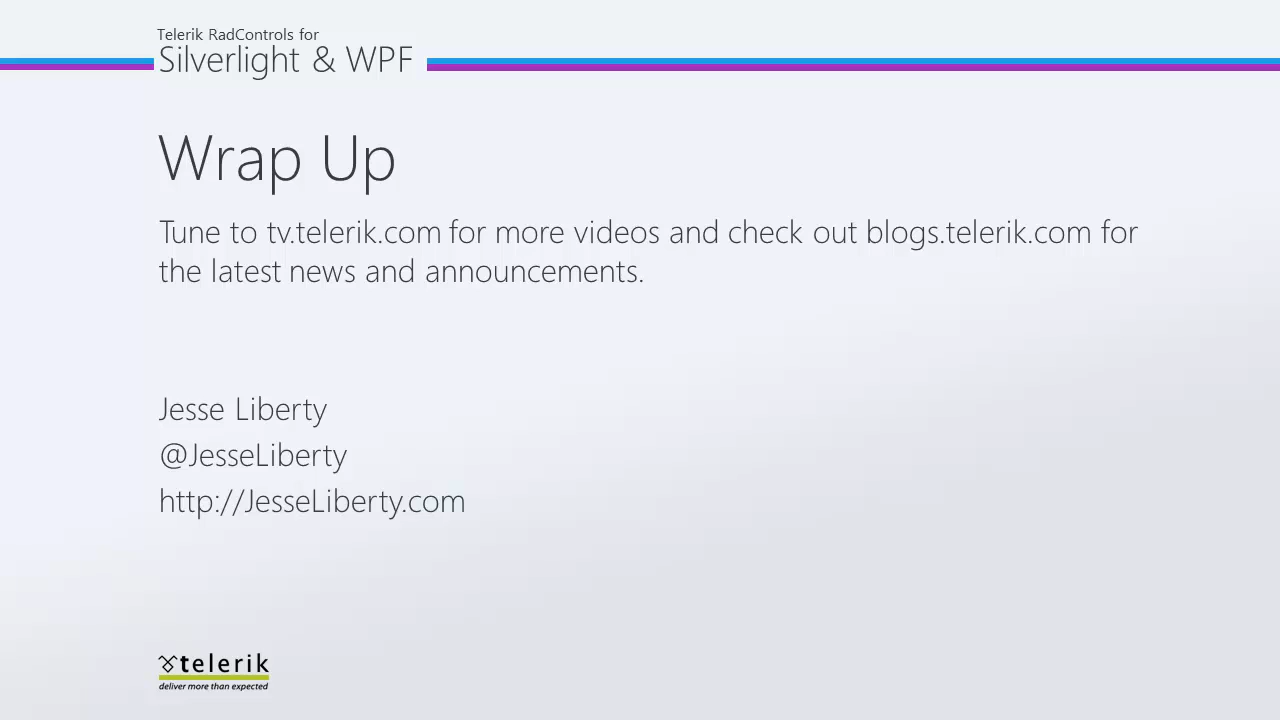 Telerik RadControls for
Silverlight & WPF
Wrap Up
Tune to tv.telerik.com for more videos and check out blogs.telerik.com for
the latest news and announcements.
Jesse Liberty
@JesseLiberty
http://JesseLiberty.com
telerik
deliver more than expected